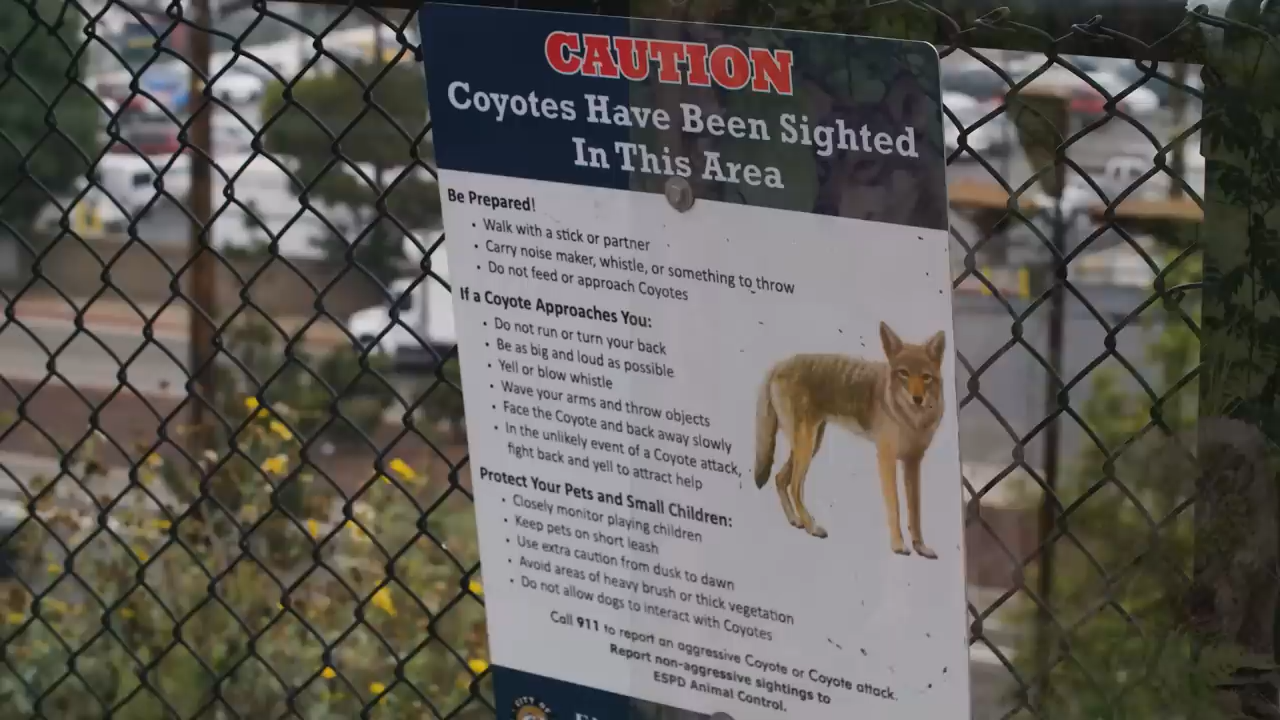 CAUTION
Coyotes Have Been Sighted
In This Area
Be Prepared!
• Walk with a stick or partner
• Carry noise maker, whistle, or something to throw
• Do not feed or approach Coyotes
If a Coyote Approaches You:
• Do not run or turn your back
• Be as big and loud as possible
• Yell or blow whistle
• Wave your arms and throw objects
• Face the Coyote and back away slowly
• In the unlikely event of a Coyote attack,
fight back and yell to attract help
Protect Your Pets and Small Children:
• Closely monitor playing children
• Keep pets on short leash
• Use extra caution from dusk to dawn
• Avoid areas of heavy brush or thick vegetation
• Do not allow dogs to interact with Coyotes
Call 911 to report an aggressive Coyote or Coyote attack.
Report non-aggressive sightings to
ESPD Animal Control.
CITY OF